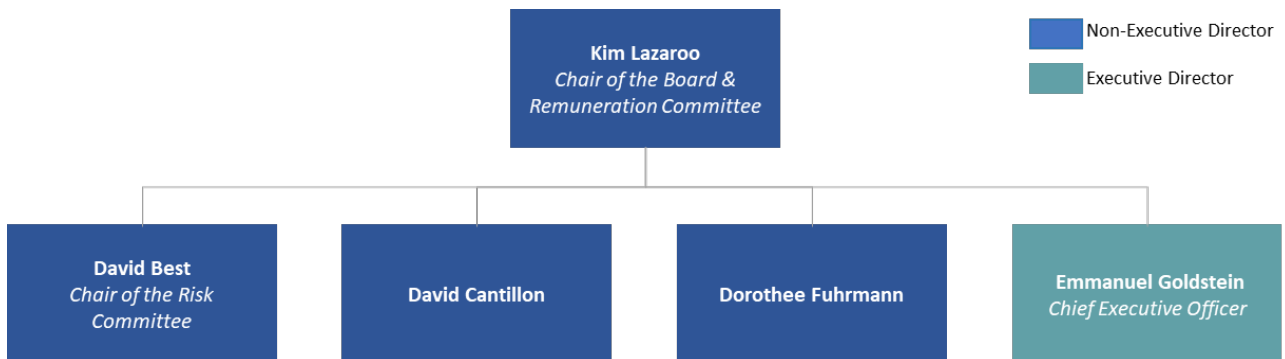 Kim Lazaroo
Chair of the Board &
Remuneration Committee
Non-Executive Director
Executive Director
David Best
Chair of the Risk
Committee
David Cantillon
Dorothee Fuhrmann
Emmanuel Goldstein
Chief Executive Officer